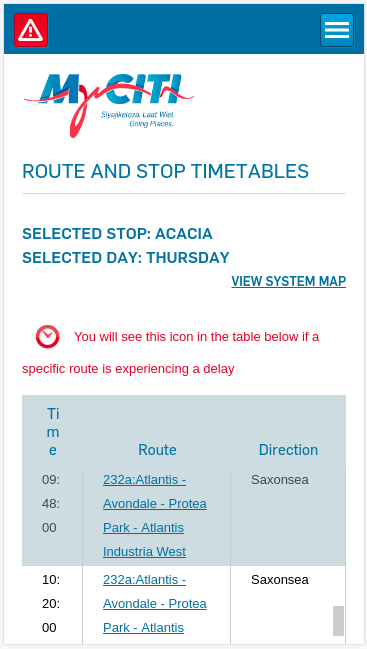 MyCiTi
Siyajikeleza. Laat Wiel.
Going Places.
ROUTE AND STOP TIMETABLES
SELECTED STOP: ACACIA
SELECTED DAY: THURSDAY
VIEW SYSTEM MAP
You will see this icon in the table below if a
specific route is experiencing a delay
Ti
m
e
Route
Direction
09:
48:
00
232a:Atlantis -
Avondale - Protea
Park - Atlantis
Industria West
Saxonsea
10:
20:
00
232a:Atlantis -
Avondale - Protea
Park - Atlantis
Saxonsea